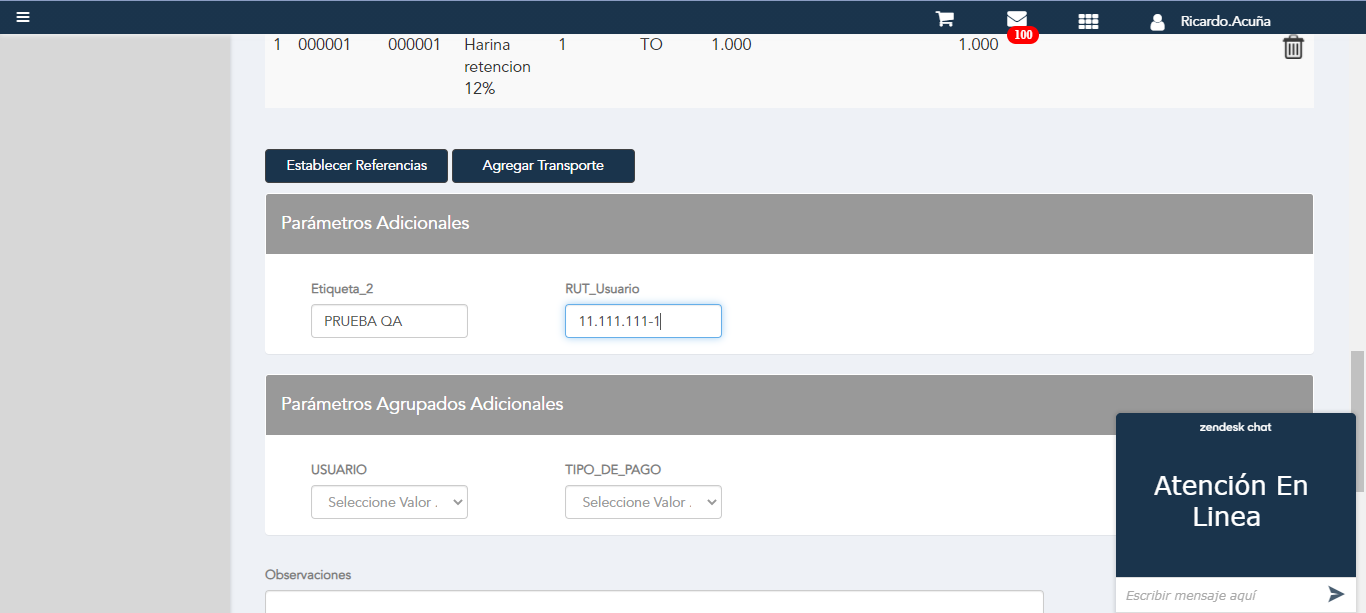 Ricardo.Acuña
100
1 000001 000001 Harina 1 TO 1.000 1.000
retencion
12%
Establecer Referencias Agregar Transporte
Parámetros Adicionales
Etiqueta_2 RUT_Usuario
PRUEBA QA 11.111.111-1
Parámetros Agrupados Adicionales
USUARIO TIPO_DE_PAGO
Seleccione Valor . Seleccione Valor .
Observaciones
zendesk chat
Atención En
Linea
Escribir mensaje aquí